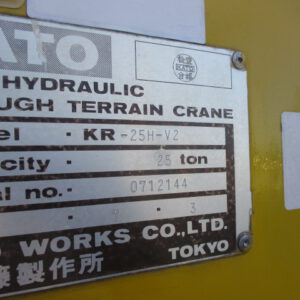 ATO
HYDRAULIC
UGH TERRAIN CRANE
el · KR-25H-V2
city 25 ton
al no. · 0712144
· 9 · 3
WORKS CO.,LTD.
製作所 TOKYO